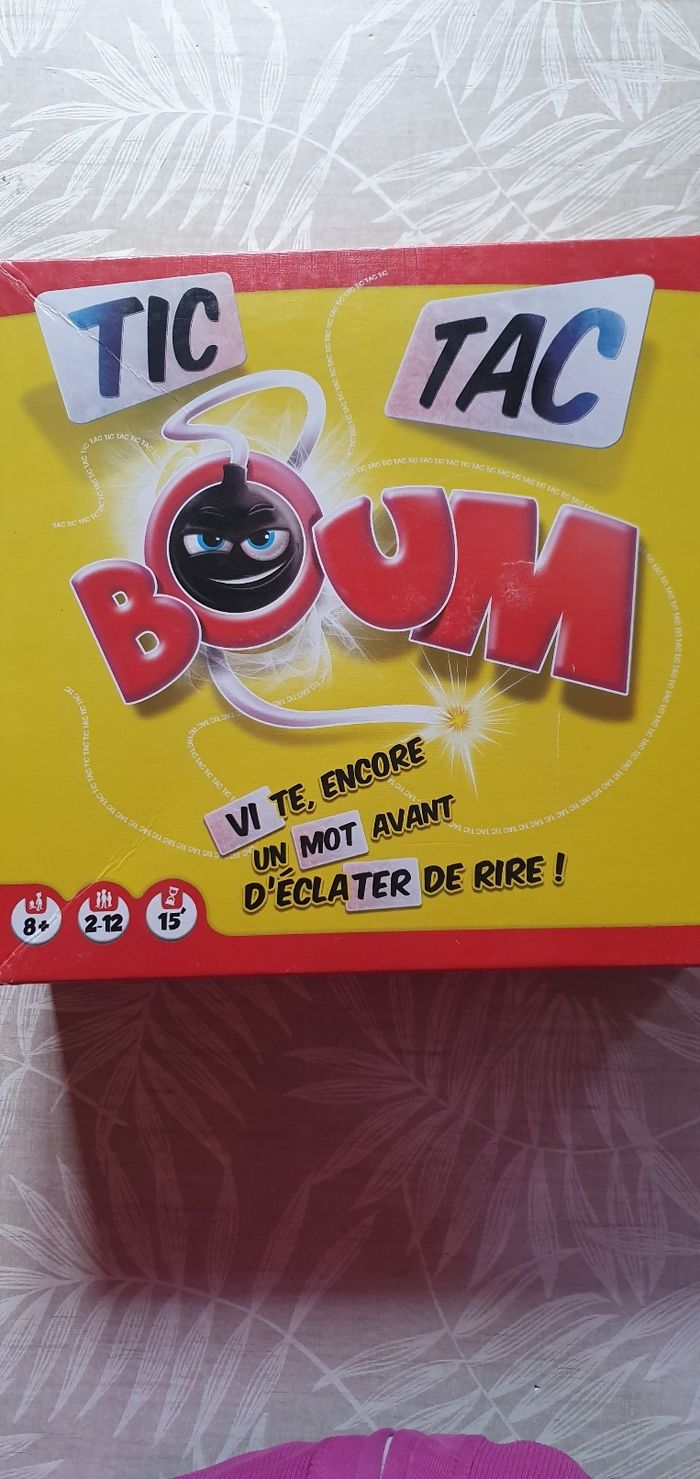 TIC TAC
BOUM
VITE, ENCORE
UN MOT AVANT
D'ÉCLATER DE RIRE !
8+ 2-12 15'